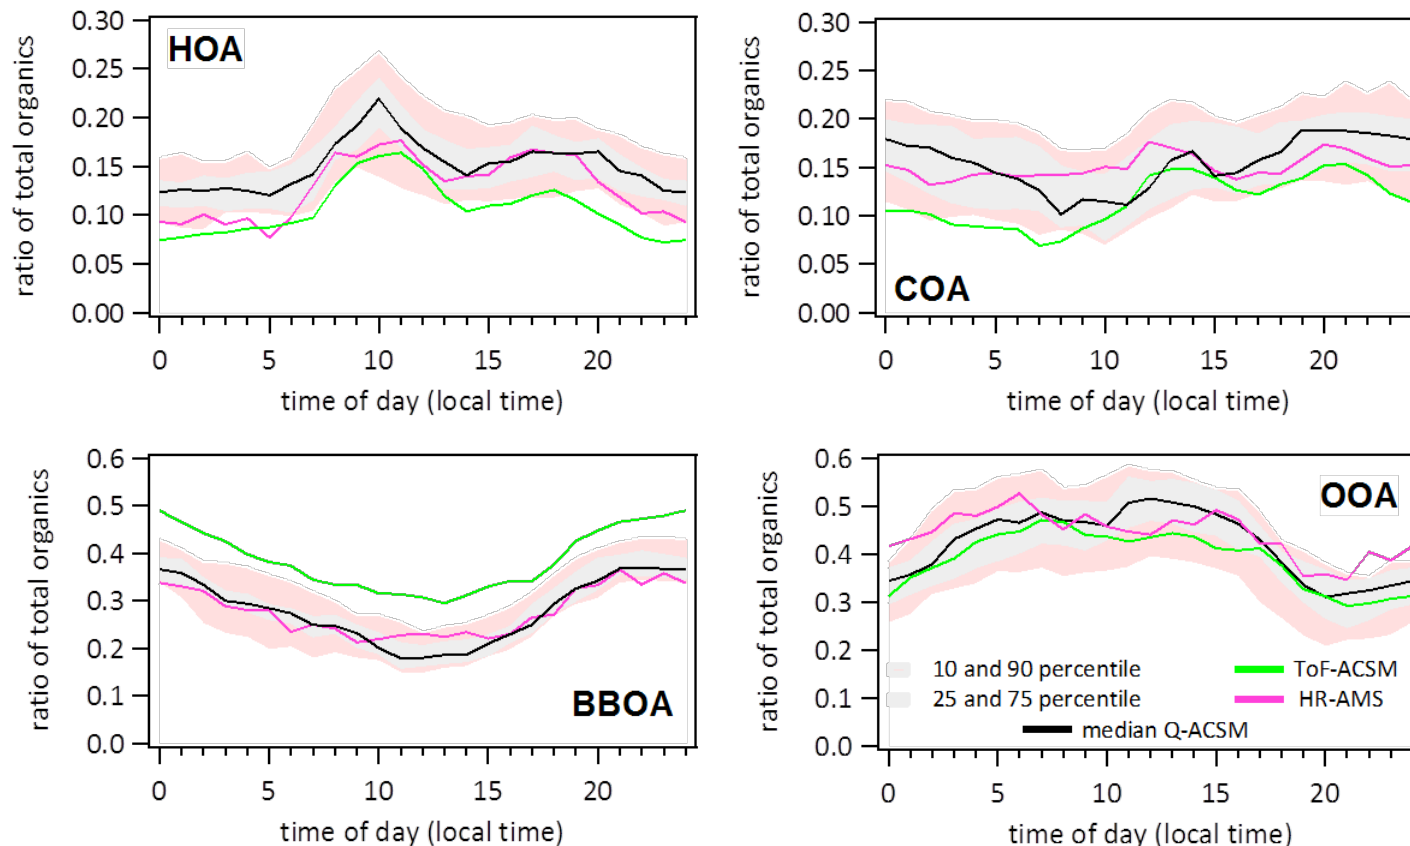 HOA
ratio of total organics
0.30
0.25
0.20
0.15
0.10
0.05
0.00
0 5 10 15 20
time of day (local time)
COA
ratio of total organics
0.30
0.25
0.20
0.15
0.10
0.05
0.00
0 5 10 15 20
time of day (local time)
BBOA
ratio of total organics
0.6
0.5
0.4
0.3
0.2
0.1
0.0
0 5 10 15 20
time of day (local time)
OOA
ratio of total organics
0.6
0.5
0.4
0.3
0.2
0.1
0.0
10 and 90 percentile
25 and 75 percentile
ToF-ACSM
HR-AMS
median Q-ACSM
0 5 10 15 20
time of day (local time)